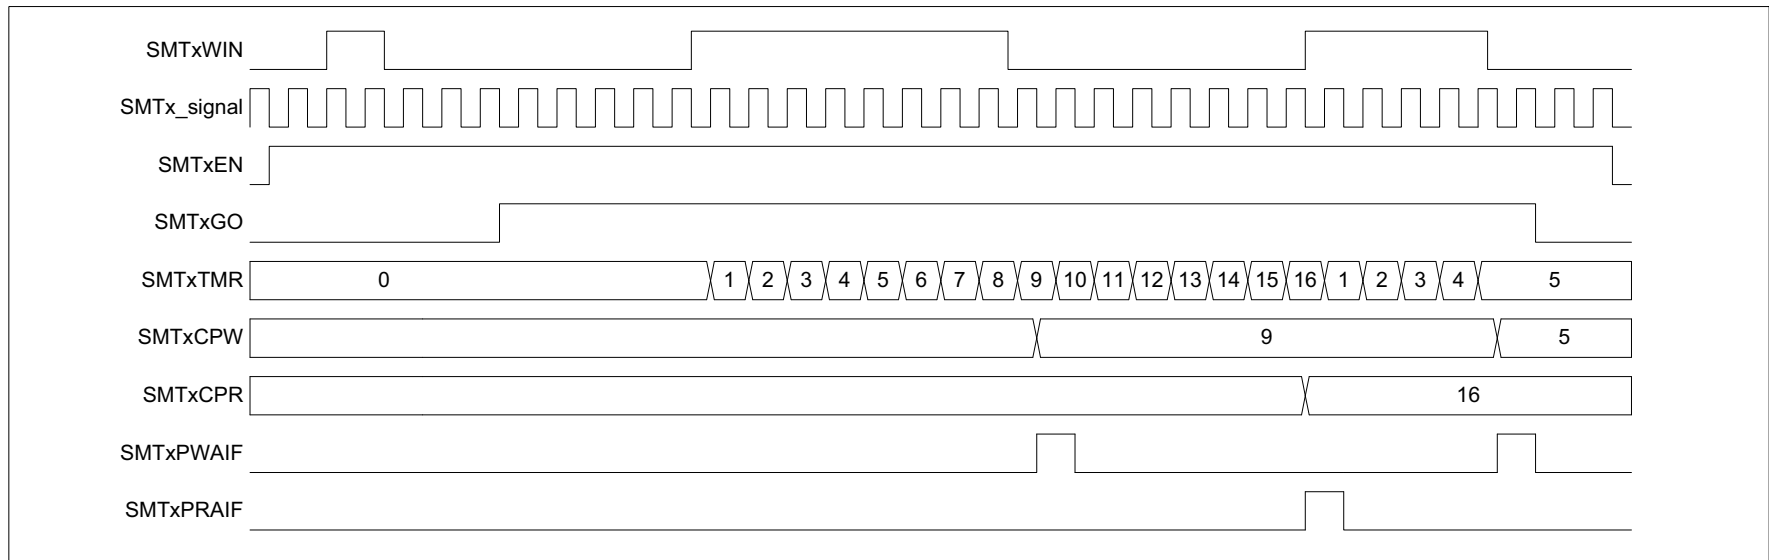 SMTxWIN
SMTx_signal
SMTxEN
SMTxGO
SMTxTMR 0 1 2 3 4 5 6 7 8 9 10 11 12 13 14 15 16 1 2 3 4 5
SMTxCPW 9 5
SMTxCPR 16
SMTxPWAIF
SMTxPRAIF